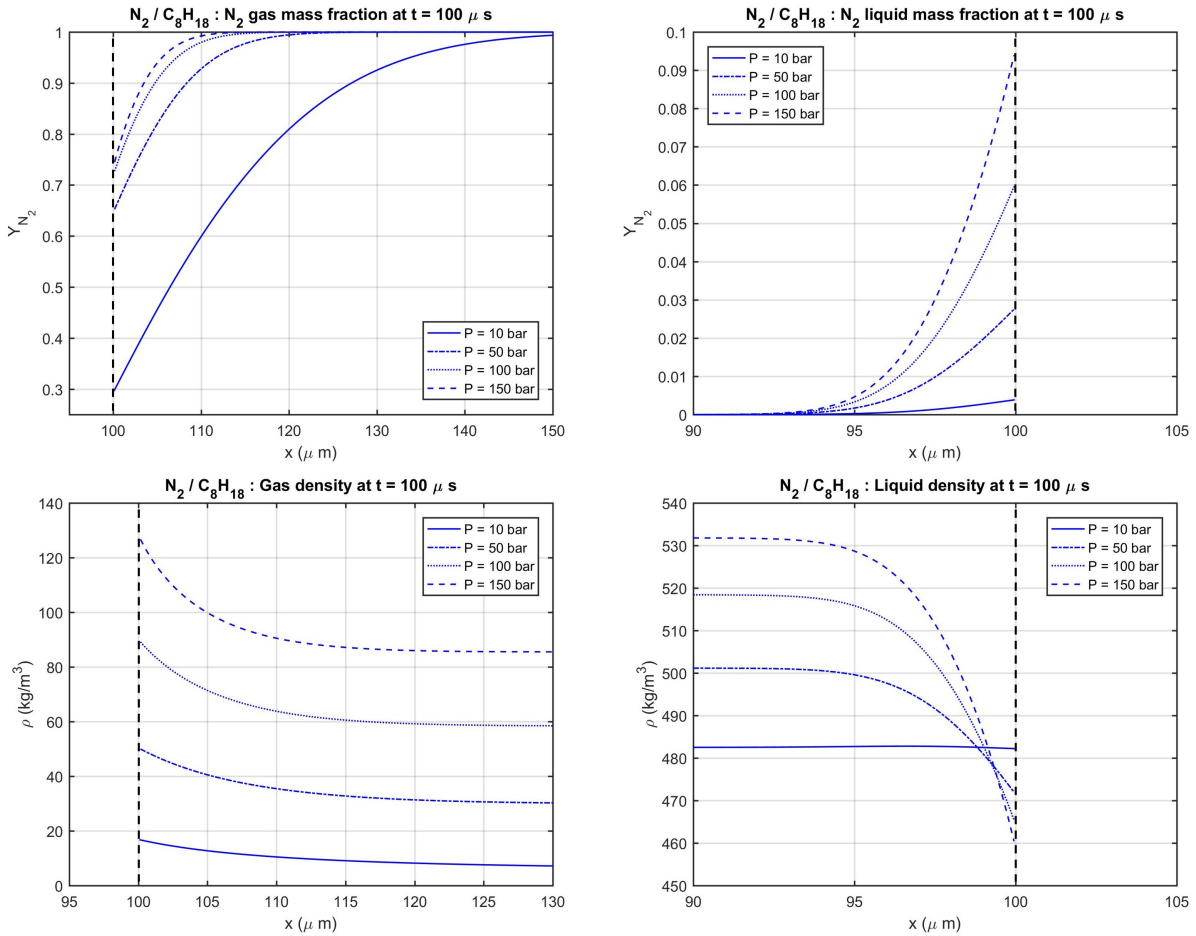 N₂ / C₈H₁₈ : N₂ gas mass fraction at t = 100 μ s
1
0.9
0.8
0.7
0.6
0.5
0.4
0.3
Y_N₂
100
110
120
130
140
150
x (μ m)
P = 10 bar
P = 50 bar
P = 100 bar
P = 150 bar
N₂ / C₈H₁₈ : N₂ liquid mass fraction at t = 100 μ s
0.1
0.09
0.08
0.07
0.06
0.05
0.04
0.03
0.02
0.01
0
Y_N₂
90
95
100
105
x (μ m)
P = 10 bar
P = 50 bar
P = 100 bar
P = 150 bar
N₂ / C₈H₁₈ : Gas density at t = 100 μ s
140
120
100
80
60
40
20
0
ρ (kg/m³)
95
100
105
110
115
120
125
130
x (μ m)
P = 10 bar
P = 50 bar
P = 100 bar
P = 150 bar
N₂ / C₈H₁₈ : Liquid density at t = 100 μ s
540
530
520
510
500
490
480
470
460
450
ρ (kg/m³)
90
95
100
105
x (μ m)
P = 10 bar
P = 50 bar
P = 100 bar
P = 150 bar